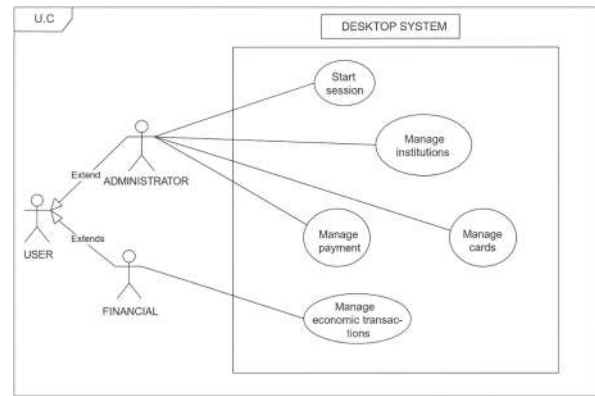 U.C
DESKTOP SYSTEM
Start
session
Manage
institutions
Extend
ADMINISTRATOR
Manage
payment
Manage
cards
USER
Extends
FINANCIAL
Manage
economic transac-
tions